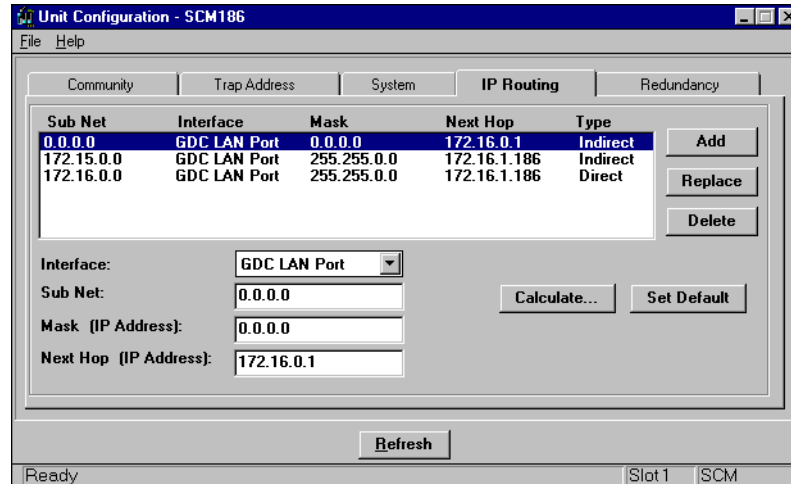 Unit Configuration - SCM186
File Help
Community Trap Address System IP Routing Redundancy
Sub Net Interface Mask Next Hop Type
0.0.0.0 GDC LAN Port 0.0.0.0 172.16.0.1 Indirect
172.15.0.0 GDC LAN Port 255.255.0.0 172.16.1.186 Indirect
172.16.0.0 GDC LAN Port 255.255.0.0 172.16.1.186 Direct
Add
Replace
Delete
Interface: GDC LAN Port
Sub Net: 0.0.0.0
Calculate... Set Default
Mask (IP Address): 0.0.0.0
Next Hop (IP Address): 172.16.0.1
Refresh
Ready Slot 1 SCM